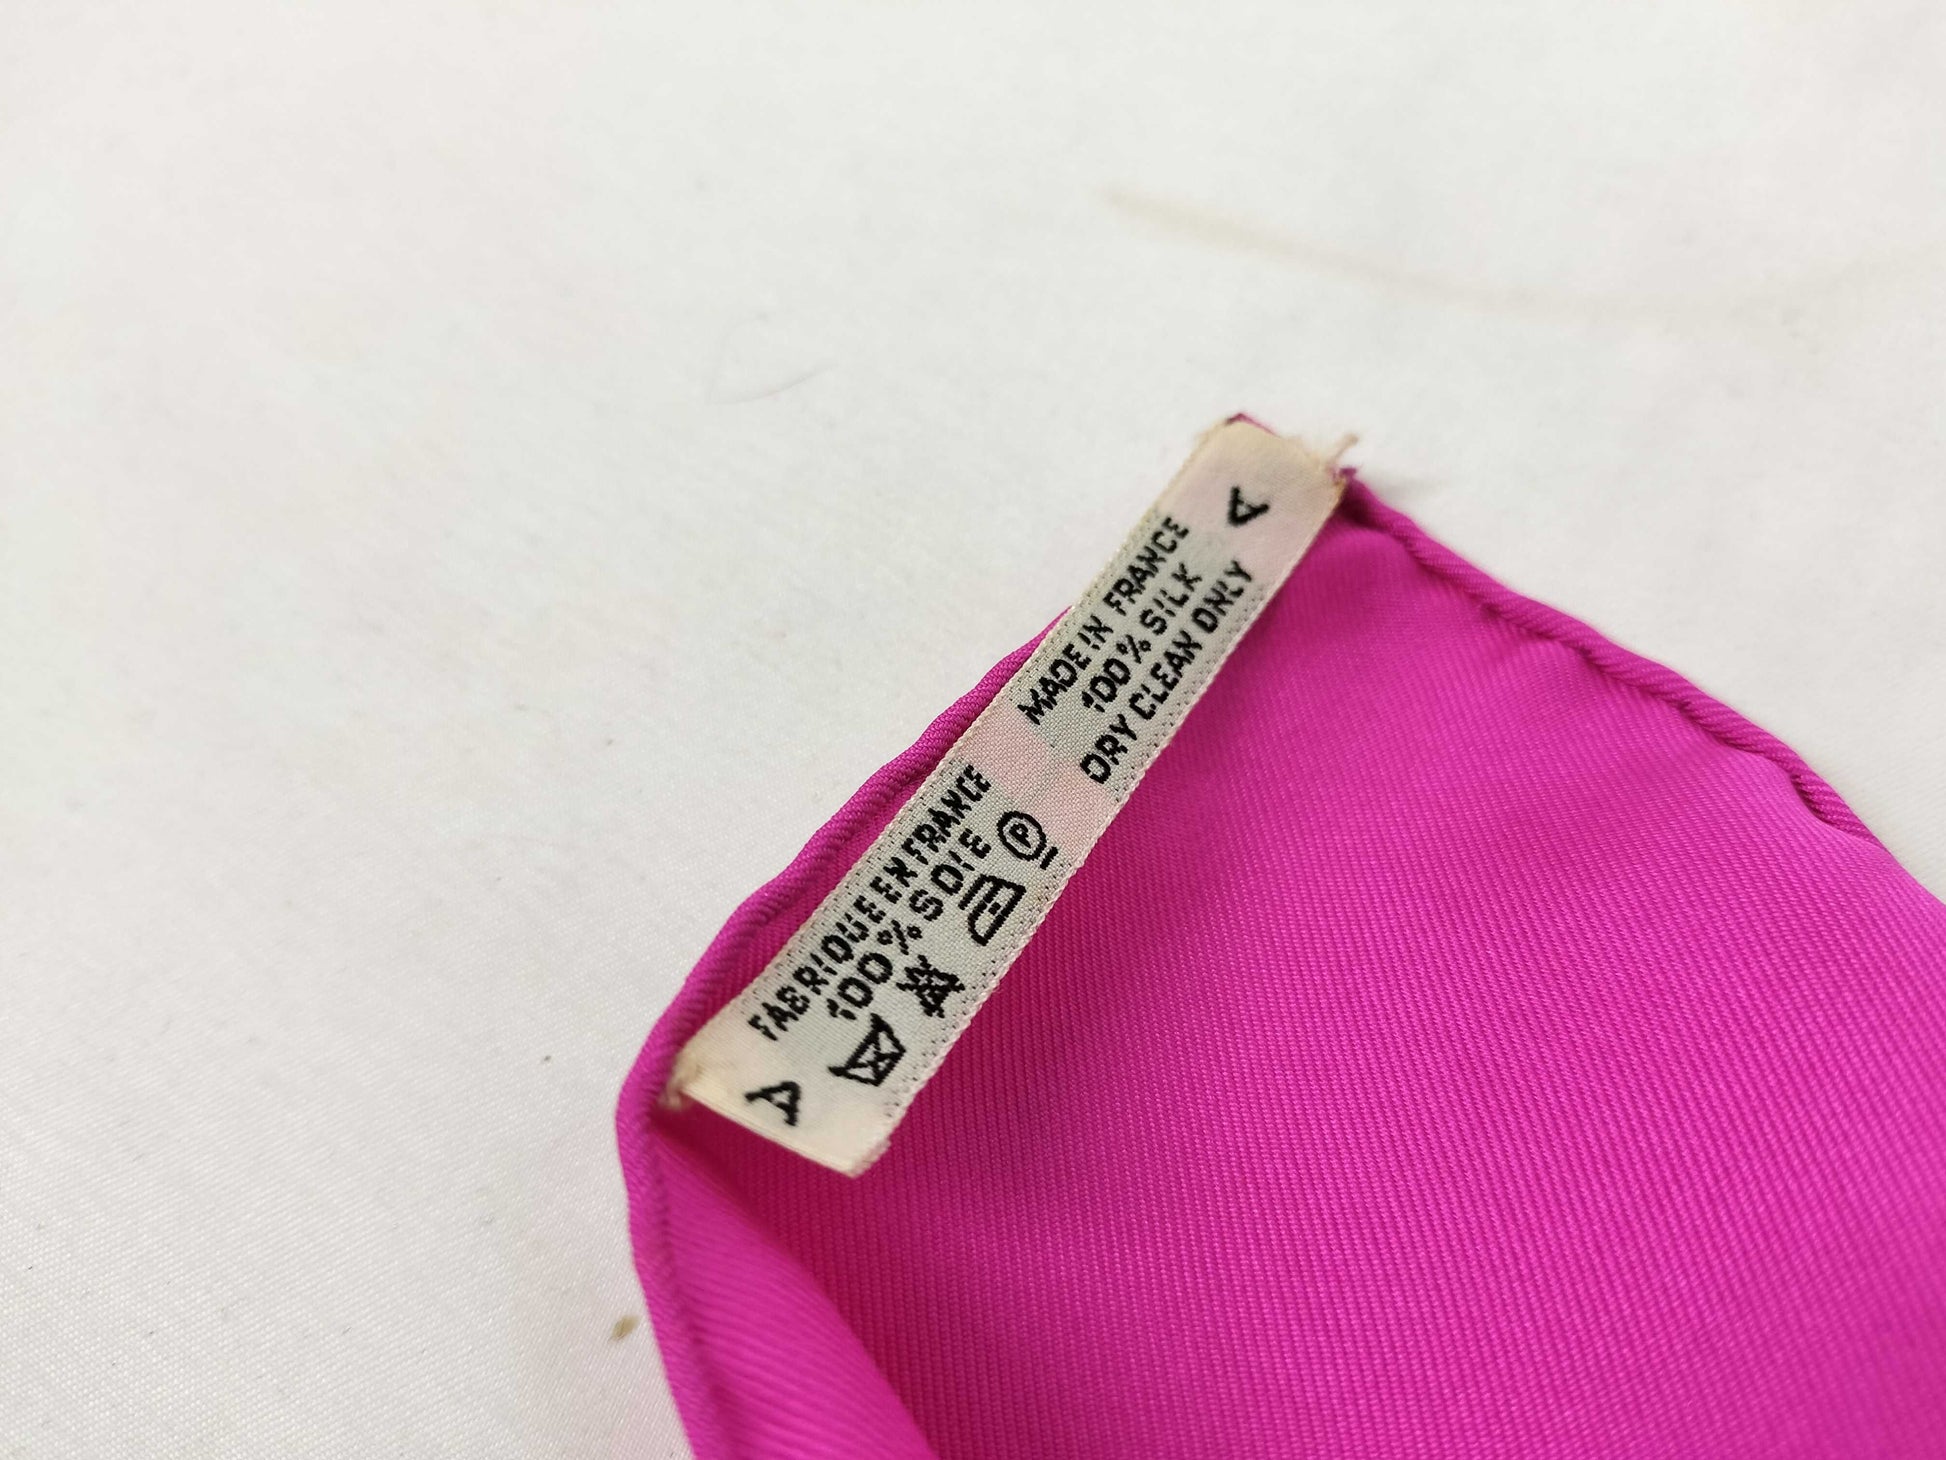 A
FABRIQUE EN FRANCE
100% SOIE
P
MADE IN FRANCE
100% SILK
DRY CLEAN ONLY
A